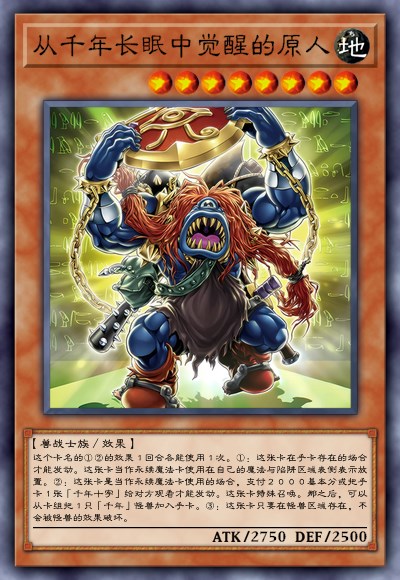 从千年长眠中觉醒的原人
地
【兽战士族/效果】
这个卡名的①②的效果1回合各能使用1次。①:这张卡在手卡存在的场合
才能发动。这张卡当作永续魔法卡使用在自己的魔法与陷阱区域表侧表示放
置。②:这张卡是当作永续魔法卡使用的场合,支付2000基本分或把手
卡1张「千年十字」给对方观看才能发动。这张卡特殊召唤。那之后,可以
从卡组把1只「千年」怪兽加入手卡。③:这张卡只要在怪兽区域存在,不
会被怪兽的效果破坏。
ATK/2750 DEF/2500